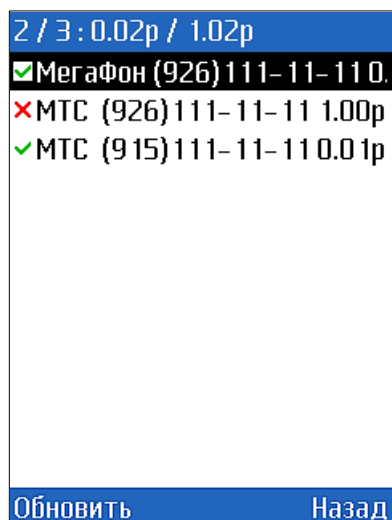 2 / 3 : 0.02р / 1.02р
МегаФон (926)111-11-11 0.
МТС (926)111-11-11 1.00р
МТС (915)111-11-11 0.01р
Обновить Назад